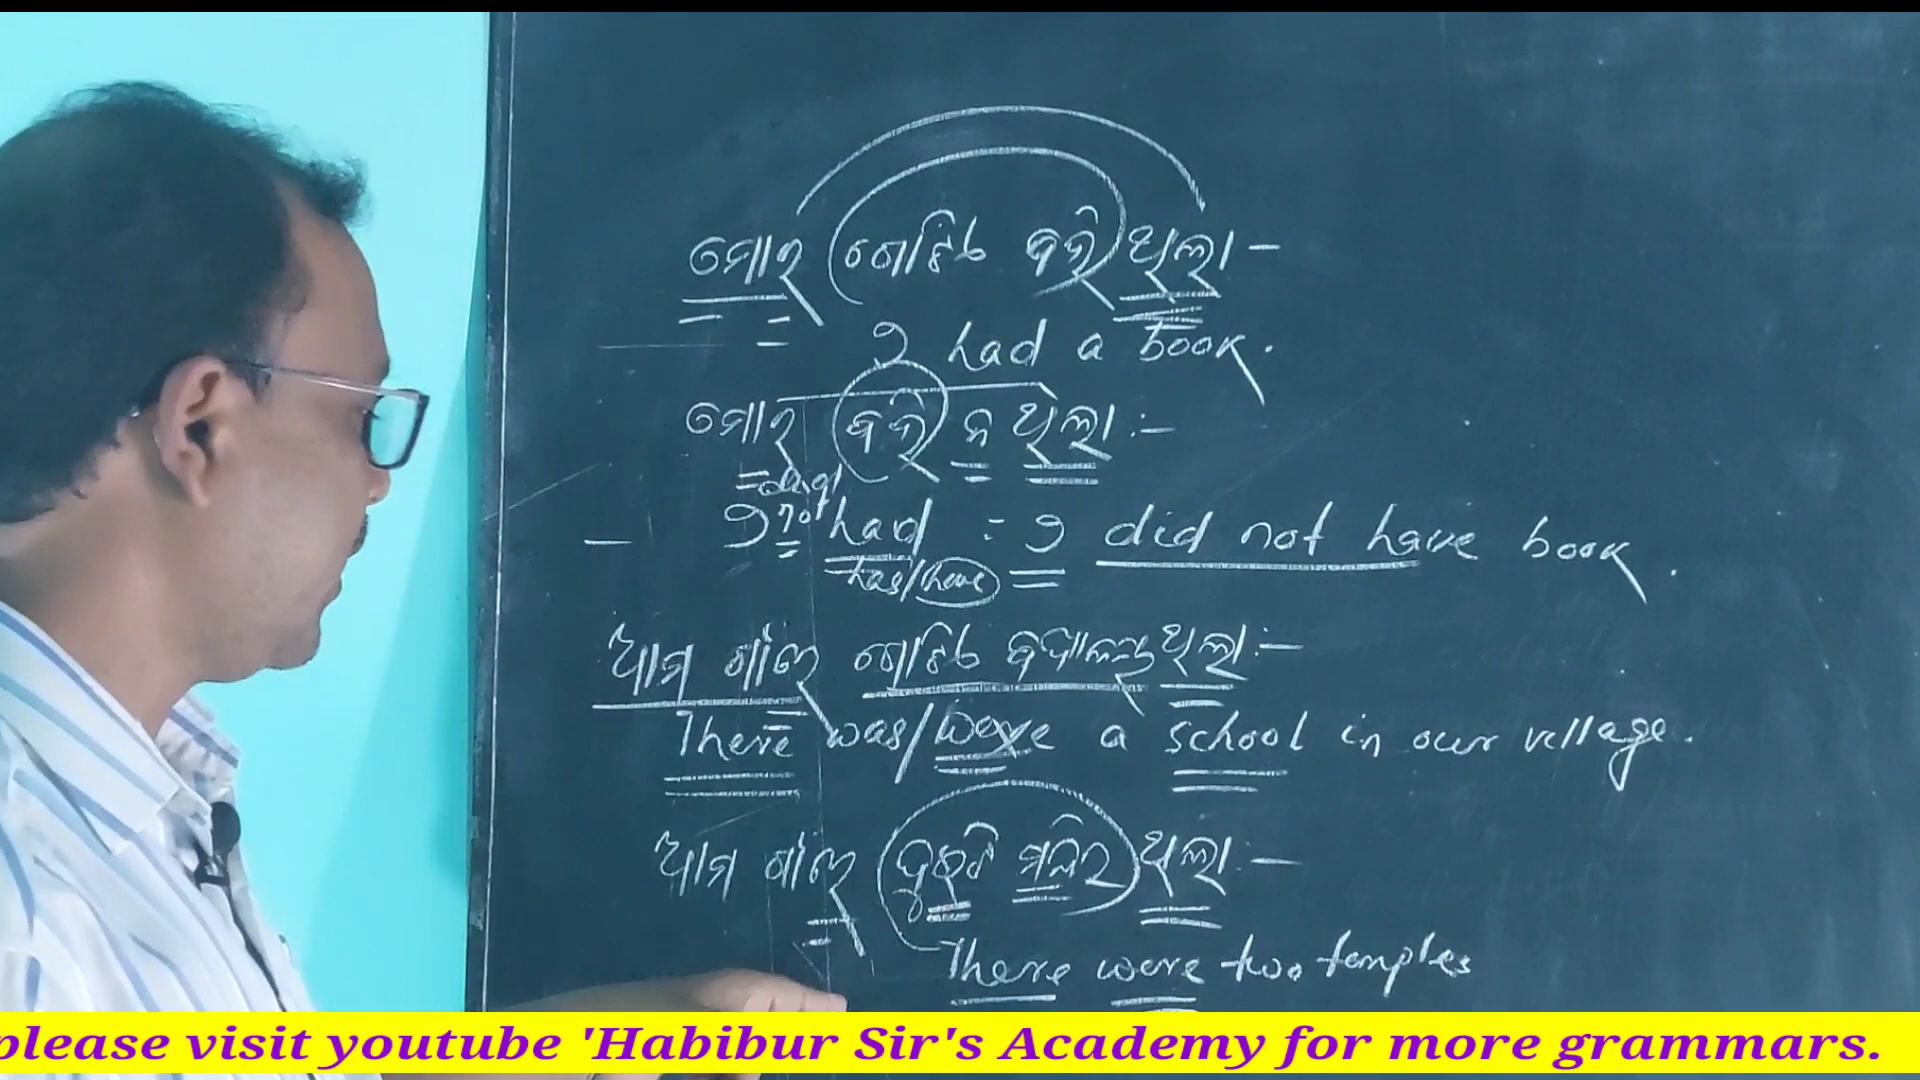 ମୋର ଗୋଟିଏ ବହି ଥିଲା -
I had a book.
ମୋର ବହି ନ ଥିଲା :-
I not had = I did not have book.
has/have
ଆମ ଗାଁରେ ଗୋଟିଏ ବିଦ୍ୟାଳୟ ଥିଲା :-
There was/were a school in our village.
ଆମ ଗାଁରେ ଦୁଇଟି ମନ୍ଦିର ଥିଲା :-
There were two temples
please visit youtube 'Habibur Sir's Academy for more grammars.